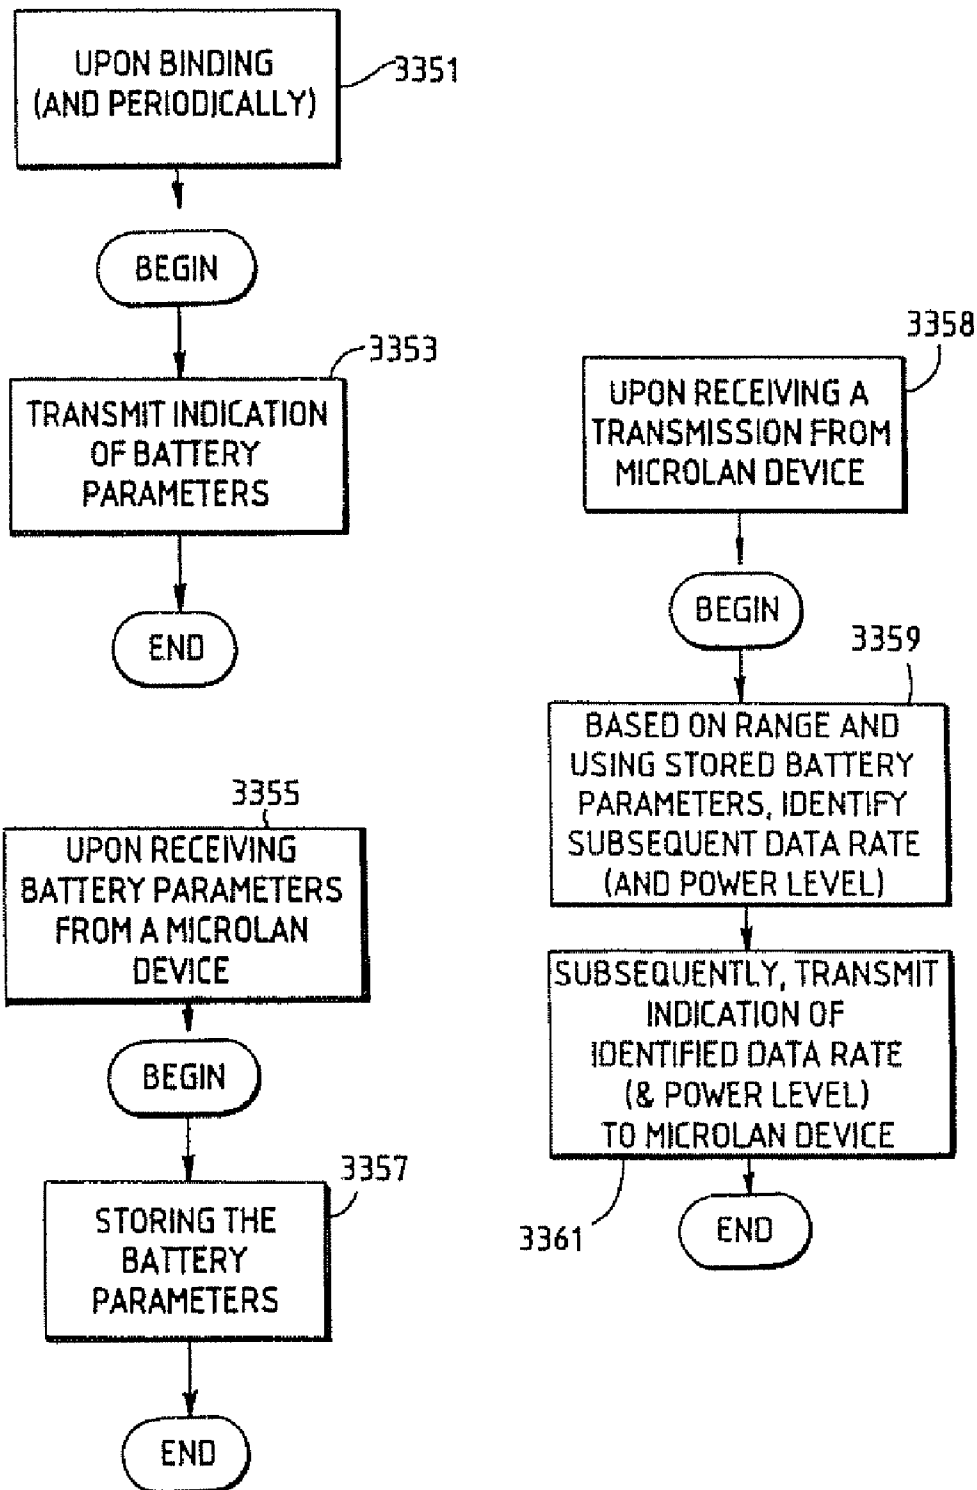 UPON BINDING
(AND PERIODICALLY)
3351
BEGIN
3353
TRANSMIT INDICATION
OF BATTERY
PARAMETERS
END
3355
UPON RECEIVING
BATTERY PARAMETERS
FROM A MICROLAN
DEVICE
BEGIN
3357
STORING THE
BATTERY
PARAMETERS
END
3358
UPON RECEIVING A
TRANSMISSION FROM
MICROLAN DEVICE
BEGIN
3359
BASED ON RANGE AND
USING STORED BATTERY
PARAMETERS, IDENTIFY
SUBSEQUENT DATA RATE
(AND POWER LEVEL)
SUBSEQUENTLY, TRANSMIT
INDICATION OF
IDENTIFIED DATA RATE
(& POWER LEVEL)
TO MICROLAN DEVICE
3361
END